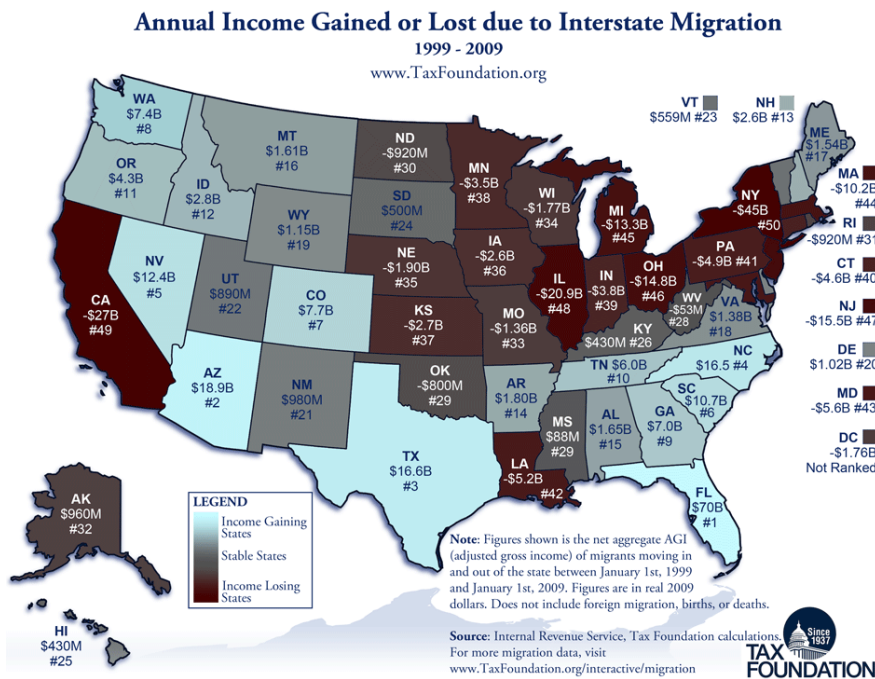 Annual Income Gained or Lost due to Interstate Migration
1999 - 2009
www.TaxFoundation.org
WA
$7.4B
#8
OR
$4.3B
#11
CA
-$27B
#49
NV
$12.4B
#5
ID
$2.8B
#12
MT
$1.61B
#16
WY
$1.15B
#19
UT
$890M
#22
CO
$7.7B
#7
AZ
$18.9B
#2
NM
$980M
#21
ND
-$920M
#30
SD
$500M
#24
NE
-$1.90B
#35
KS
-$2.7B
#37
OK
-$800M
#29
TX
$16.6B
#3
MN
-$3.5B
#38
IA
-$2.6B
#36
MO
-$1.36B
#33
AR
$1.80B
#14
LA
-$5.2B
#42
WI
-$1.77B
#34
IL
-$20.9B
#48
MI
-$13.3B
#45
IN
-$3.8B
#39
OH
-$14.8B
#46
KY
$430M #26
TN $6.0B
#10
MS
$88M
#29
AL
$1.65B
#15
GA
$7.0B
#9
FL
$70B
#1
SC
$10.7B
#6
NC
$16.5 #4
VA
$1.38B
#18
WV
-$53M
#28
PA
-$4.9B #41
NY
-$45B
#50
VT
$559M #23
NH
$2.6B #13
ME
$1.54B
#17
MA
-$10.2B
#44
RI
-$920M #31
CT
-$4.6B #40
NJ
-$15.5B #47
DE
$1.02B #20
MD
-$5.6B #43
DC
-$1.76B
Not Ranked
AK
$960M
#32
HI
$430M
#25
LEGEND
Income Gaining
States
Stable States
Income Losing
States
Note: Figures shown is the net aggregate AGI
(adjusted gross income) of migrants moving in
and out of the state between January 1st, 1999
and January 1st, 2009. Figures are in real 2009
dollars. Does not include foreign migration, births, or deaths.
Source: Internal Revenue Service, Tax Foundation calculations.
For more migration data, visit
www.TaxFoundation.org/interactive/migration
Since
1937
TAX
FOUNDATION